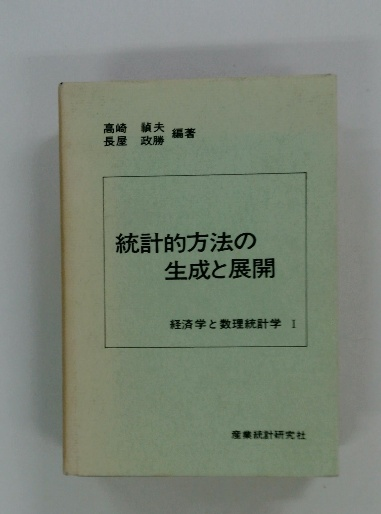 高崎 禎夫
長屋 政勝 編著
統計的方法の
生成と展開
経済学と数理統計学 I
産業統計研究社